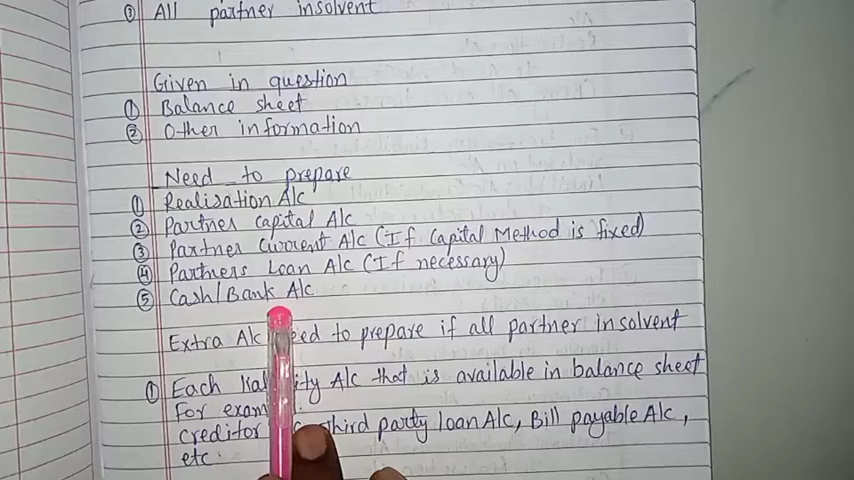 ③ All partner insolvent
Given in question
① Balance sheet
② Other information
Need to prepare
① Realisation A/c
② Partner capital A/c
③ Partner Current A/c (If Capital Method is fixed)
④ Partners Loan A/c (If necessary)
⑤ Cash/Bank A/c
Extra A/c need to prepare if all partner insolvent
① Each liability A/c that is available in balance sheet
For exam
creditor third party loan A/c, Bill payable A/c,
etc.